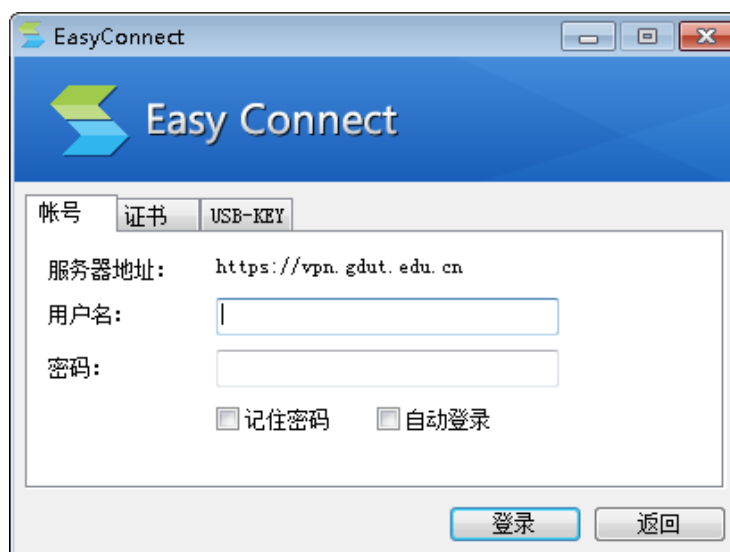 EasyConnect
Easy Connect
帐号 证书 USB-KEY
服务器地址: https://vpn.gdut.edu.cn
用户名:
密码:
记住密码 自动登录
登录 返回